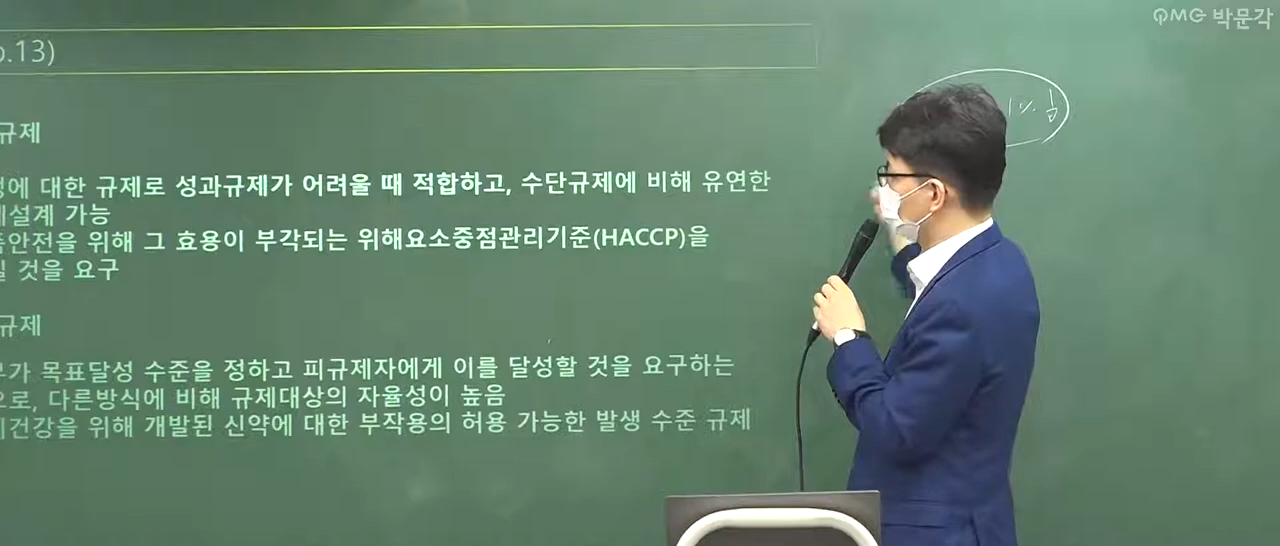 PMG 박문각
p.13)
규제
에 대한 규제로 성과규제가 어려울 때 적합하고, 수단규제에 비해 유연한
설계 가능
안전을 위해 그 효용이 부각되는 위해요소중점관리기준(HACCP)을
것을 요구
규제
가 목표달성 수준을 정하고 피규제자에게 이를 달성할 것을 요구하는
로, 다른방식에 비해 규제대상의 자율성이 높음
건강을 위해 개발된 신약에 대한 부작용의 허용 가능한 발생 수준 규제